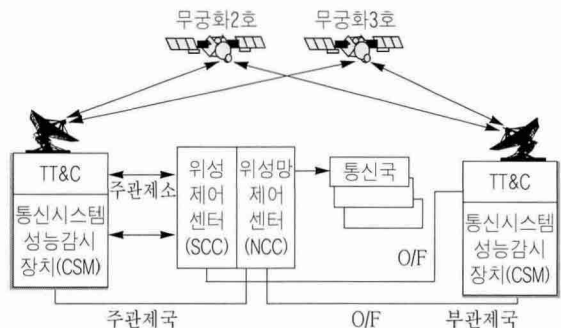 무궁화2호
무궁화3호
TT&C
통신시스템
성능감시
장치(CSM)
주관제소
위성
제어
센터
(SCC)
위성망
제어
센터
(NCC)
통신국
O/F
TT&C
통신시스템
성능감시
장치(CSM)
주관제국
O/F
부관제국